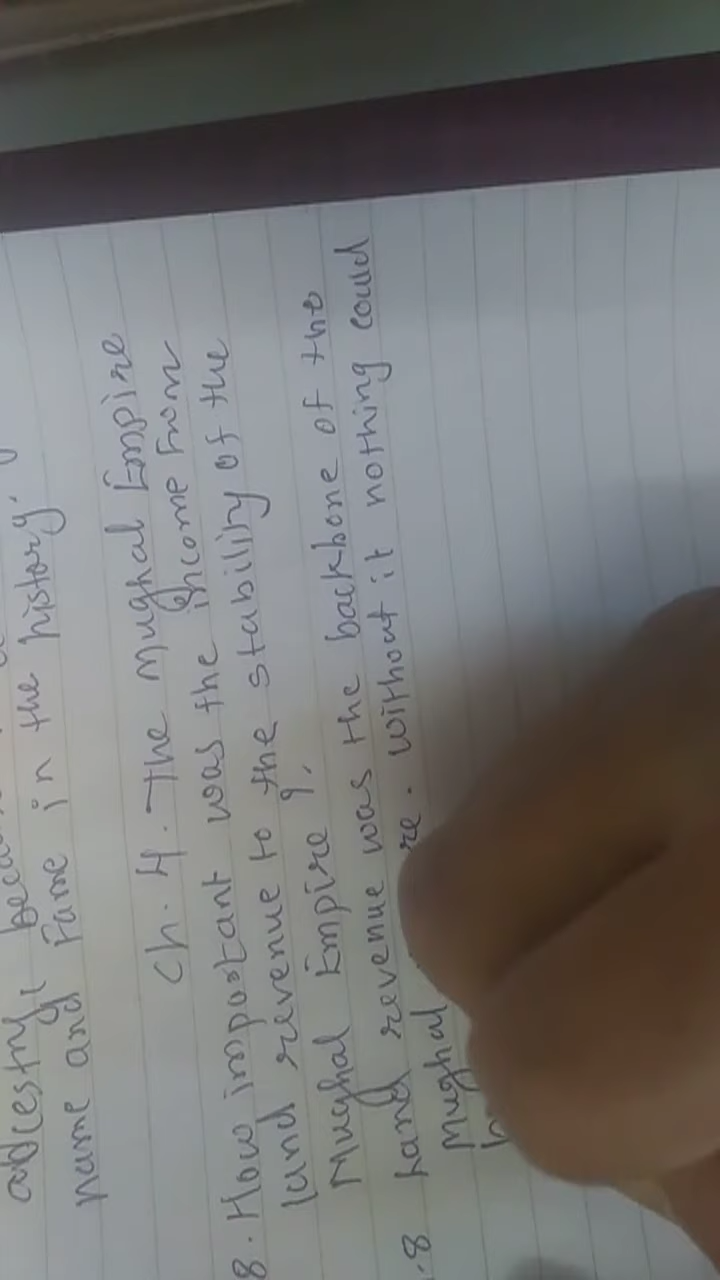 ancestry because
name and Fame in the history.
Ch. 4. The Mughal Empire
8. How important was the income From
land revenue to the stability of the
Mughal Empire ?
8 Land revenue was the backbone of the
Mughal re. without it nothing could